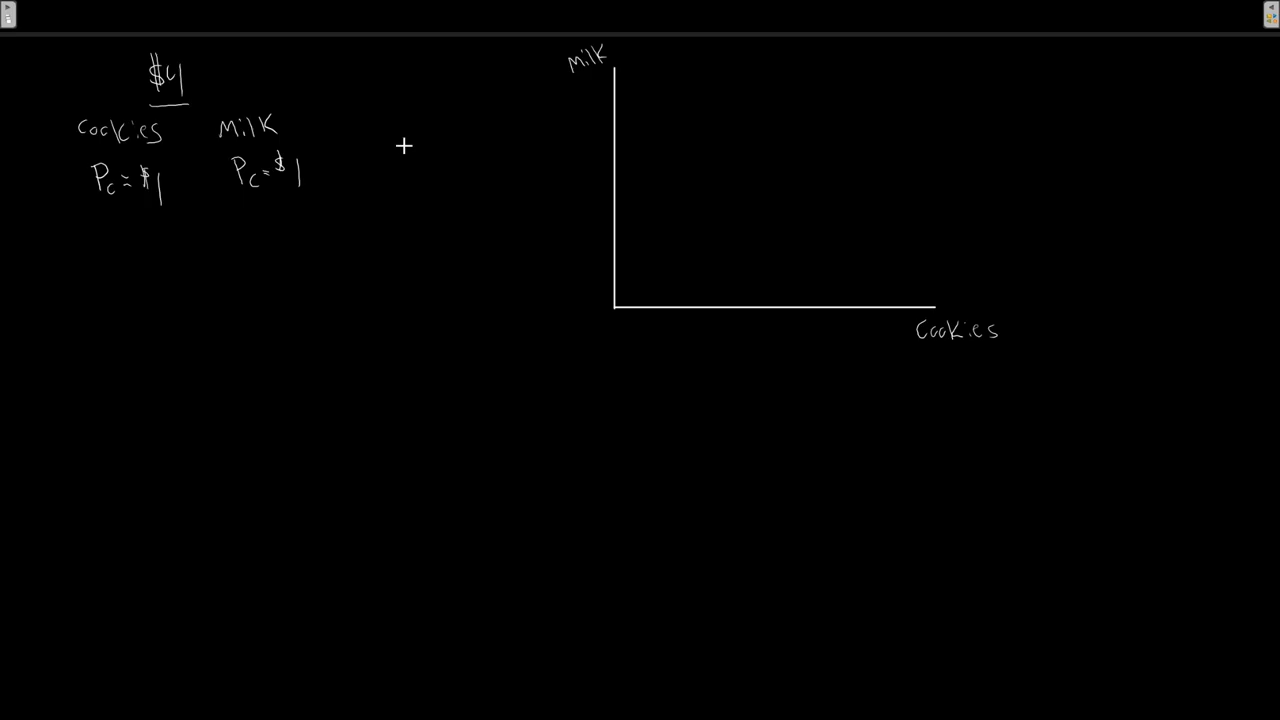 $4
Cookies Milk
Pc = $1 Pc = $1
Milk
Cookies